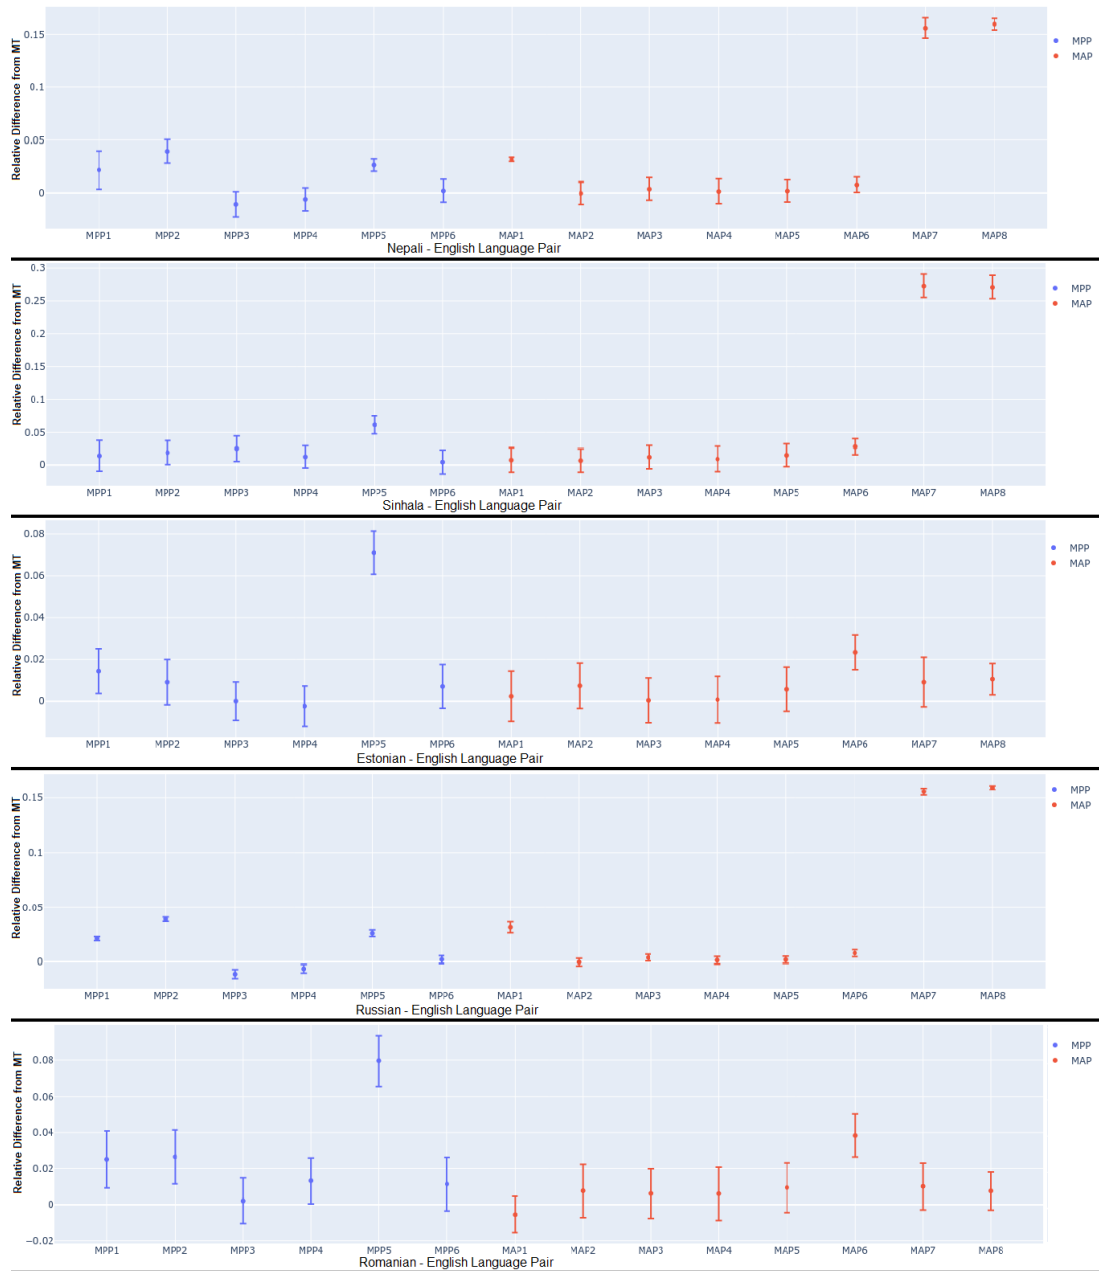 Relative Difference from MT
0.15
0.1
0.05
0
MPP
MAP
MPP1 MPP2 MPP3 MPP4 MPP5 MPP6 MAP1 MAP2 MAP3 MAP4 MAP5 MAP6 MAP7 MAP8
Nepali - English Language Pair
Relative Difference from MT
0.3
0.25
0.2
0.15
0.1
0.05
0
MPP
MAP
MPP1 MPP2 MPP3 MPP4 MPP5 MPP6 MAP1 MAP2 MAP3 MAP4 MAP5 MAP6 MAP7 MAP8
Sinhala - English Language Pair
Relative Difference from MT
0.08
0.06
0.04
0.02
0
MPP
MAP
MPP1 MPP2 MPP3 MPP4 MPP5 MPP6 MAP1 MAP2 MAP3 MAP4 MAP5 MAP6 MAP7 MAP8
Estonian - English Language Pair
Relative Difference from MT
0.15
0.1
0.05
0
MPP
MAP
MPP1 MPP2 MPP3 MPP4 MPP5 MPP6 MAP1 MAP2 MAP3 MAP4 MAP5 MAP6 MAP7 MAP8
Russian - English Language Pair
Relative Difference from MT
0.08
0.06
0.04
0.02
0
−0.02
MPP
MAP
MPP1 MPP2 MPP3 MPP4 MPP5 MPP6 MAP1 MAP2 MAP3 MAP4 MAP5 MAP6 MAP7 MAP8
Romanian - English Language Pair